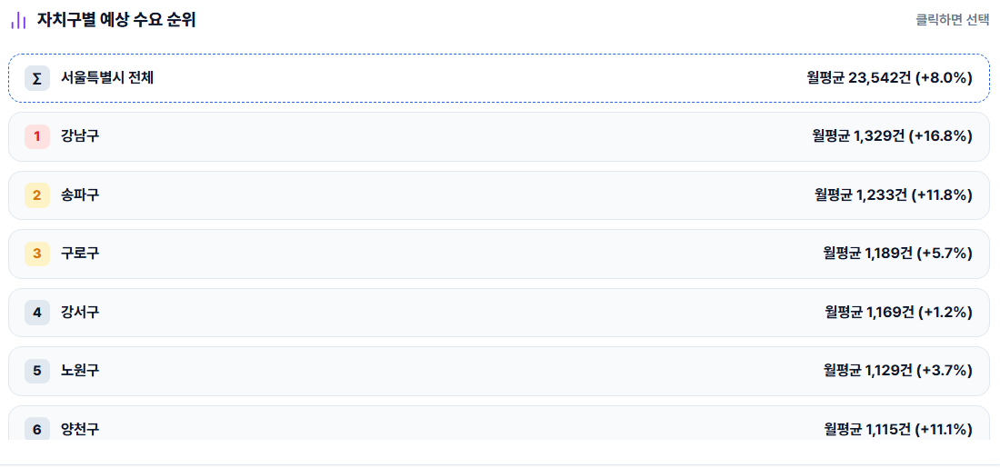 자치구별 예상 수요 순위 클릭하면 선택
Σ 서울특별시 전체 월평균 23,542건 (+8.0%)
1 강남구 월평균 1,329건 (+16.8%)
2 송파구 월평균 1,233건 (+11.8%)
3 구로구 월평균 1,189건 (+5.7%)
4 강서구 월평균 1,169건 (+1.2%)
5 노원구 월평균 1,129건 (+3.7%)
6 양천구 월평균 1,115건 (+11.1%)